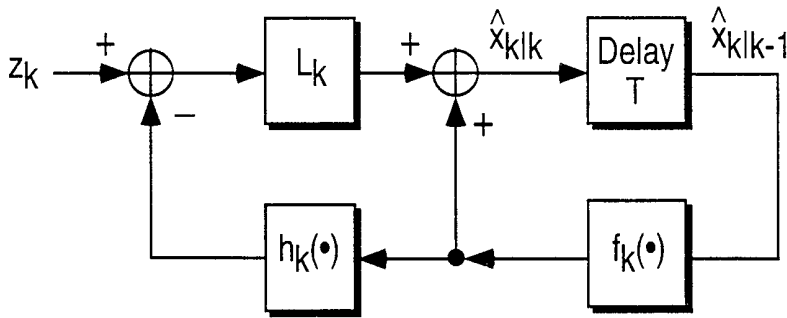 z_k
+
−
L_k
+
+
x̂_k|k
Delay
T
x̂_k|k-1
h_k(•)
f_k(•)